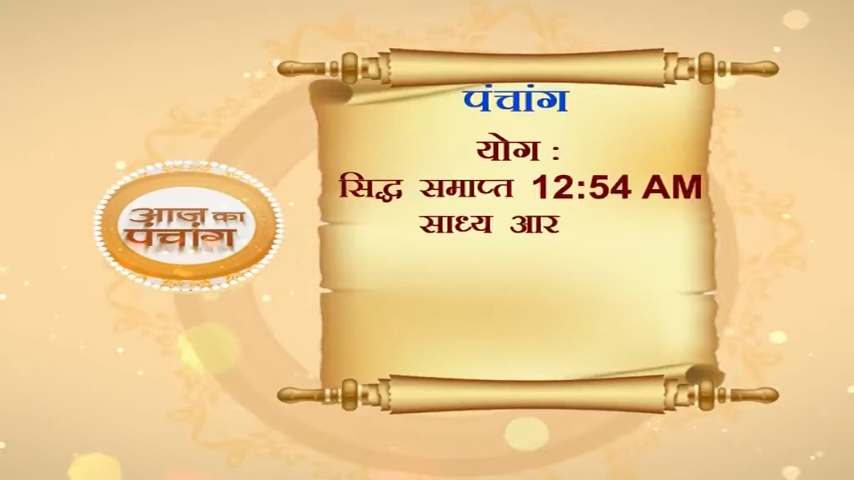 पंचांग
योग :
सिद्ध समाप्त 12:54 AM
साध्य आर
आज का
पंचांग